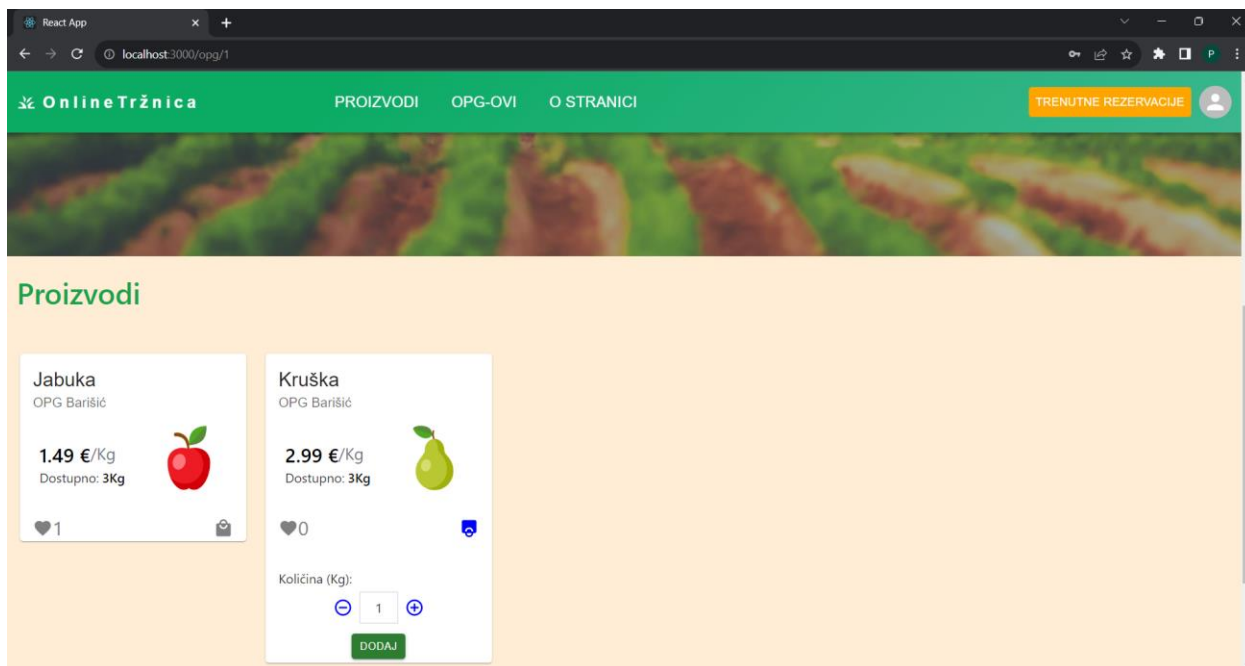 React App
localhost:3000/opg/1
P
OnlineTržnica
PROIZVODI
OPG-OVI
O STRANICI
TRENUTNE REZERVACIJE
Proizvodi
Jabuka
OPG Barišić
1.49 €/Kg
Dostupno: 3Kg
1
Kruška
OPG Barišić
2.99 €/Kg
Dostupno: 3Kg
0
Količina (Kg):
1
DODAJ